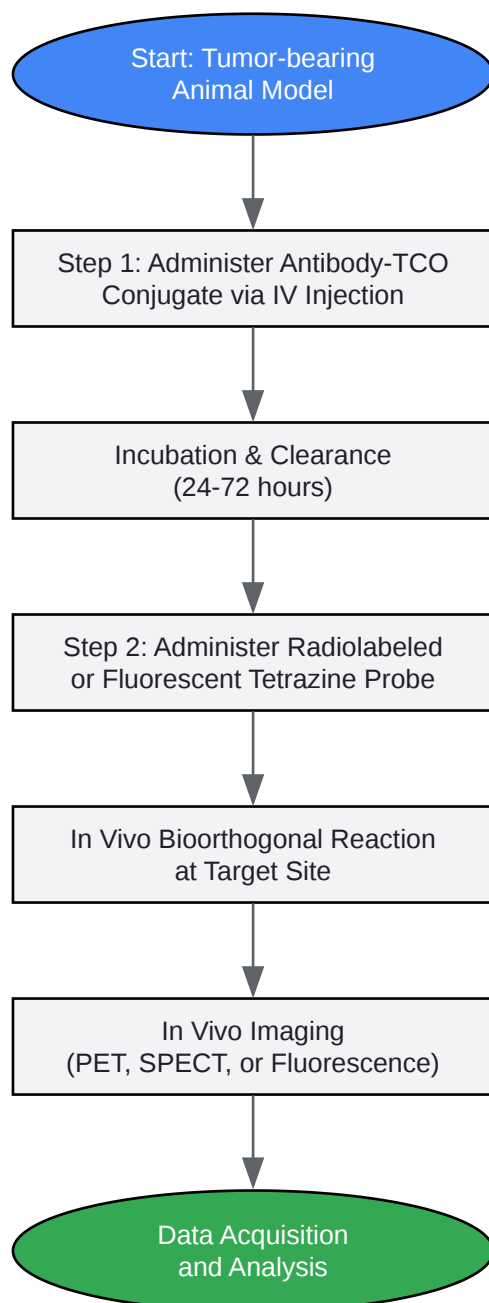 Start: Tumor-bearing
Animal Model
Step 1: Administer Antibody-TCO
Conjugate via IV Injection
Incubation & Clearance
(24-72 hours)
Step 2: Administer Radiolabeled
or Fluorescent Tetrazine Probe
In Vivo Bioorthogonal Reaction
at Target Site
In Vivo Imaging
(PET, SPECT, or Fluorescence)
Data Acquisition
and Analysis